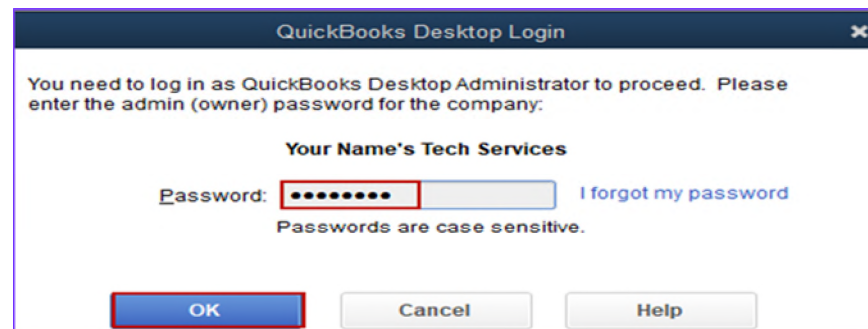 QuickBooks Desktop Login
You need to log in as QuickBooks Desktop Administrator to proceed. Please
enter the admin (owner) password for the company:
Your Name's Tech Services
Password: •••••••• I forgot my password
Passwords are case sensitive.
OK Cancel Help